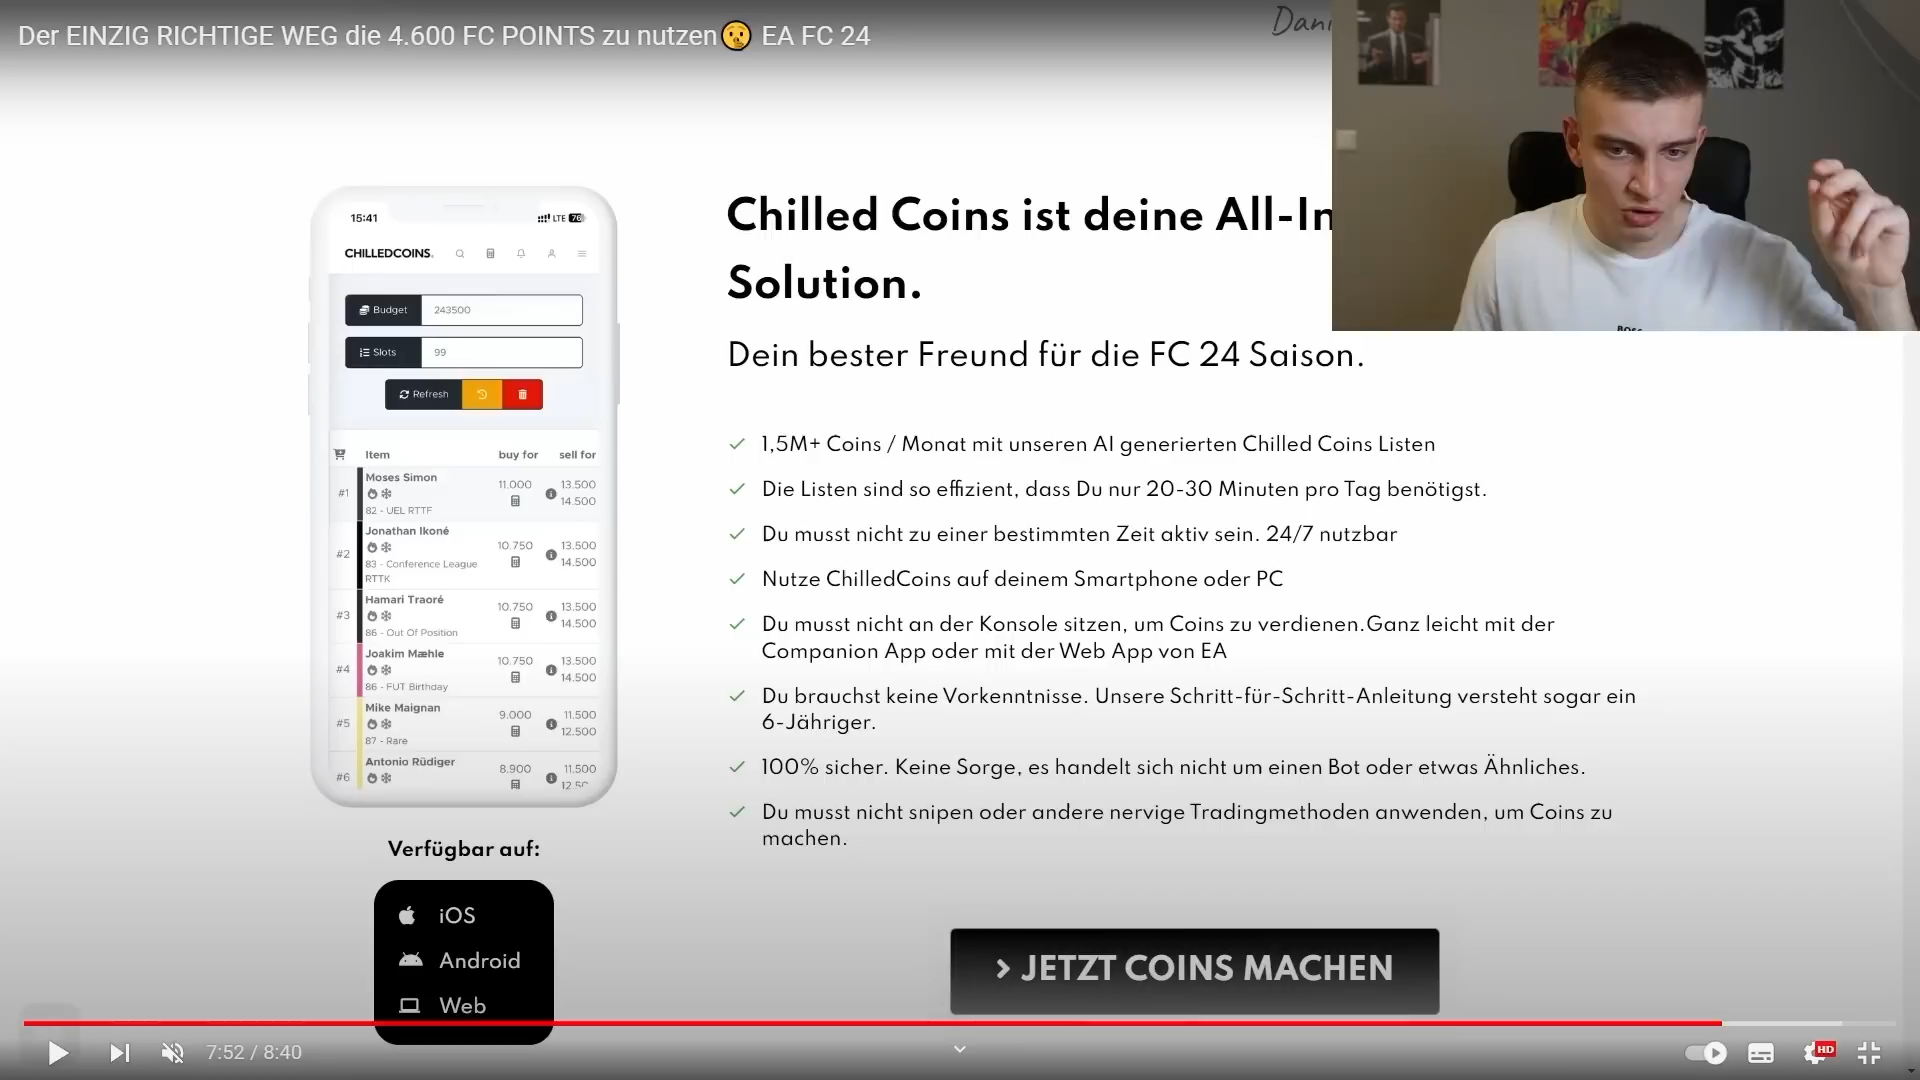 Der EINZIG RICHTIGE WEG die 4.600 FC POINTS zu nutzen🤫 EA FC 24
Dani
15:41
LTE 76
CHILLEDCOINS.
Budget 243500
Slots 99
Refresh
Item buy for sell for
#1 Moses Simon 11.000 13.500
14.500
82 - UEL RTTF
#2 Jonathan Ikoné 10.750 13.500
14.500
83 - Conference League
RTTK
#3 Hamari Traoré 10.750 13.500
14.500
86 - Out Of Position
#4 Joakim Mæhle 10.750 13.500
14.500
86 - FUT Birthday
#5 Mike Maignan 9.000 11.500
12.500
87 - Rare
#6 Antonio Rüdiger 8.900 11.500
Verfügbar auf:
iOS
Android
Web
Chilled Coins ist deine All-In
Solution.
Dein bester Freund für die FC 24 Saison.
1,5M+ Coins / Monat mit unseren AI generierten Chilled Coins Listen
Die Listen sind so effizient, dass Du nur 20-30 Minuten pro Tag benötigst.
Du musst nicht zu einer bestimmten Zeit aktiv sein. 24/7 nutzbar
Nutze ChilledCoins auf deinem Smartphone oder PC
Du musst nicht an der Konsole sitzen, um Coins zu verdienen.Ganz leicht mit der
Companion App oder mit der Web App von EA
Du brauchst keine Vorkenntnisse. Unsere Schritt-für-Schritt-Anleitung versteht sogar ein
6-Jähriger.
100% sicher. Keine Sorge, es handelt sich nicht um einen Bot oder etwas Ähnliches.
Du musst nicht snipen oder andere nervige Tradingmethoden anwenden, um Coins zu
machen.
> JETZT COINS MACHEN
7:52 / 8:40
HD